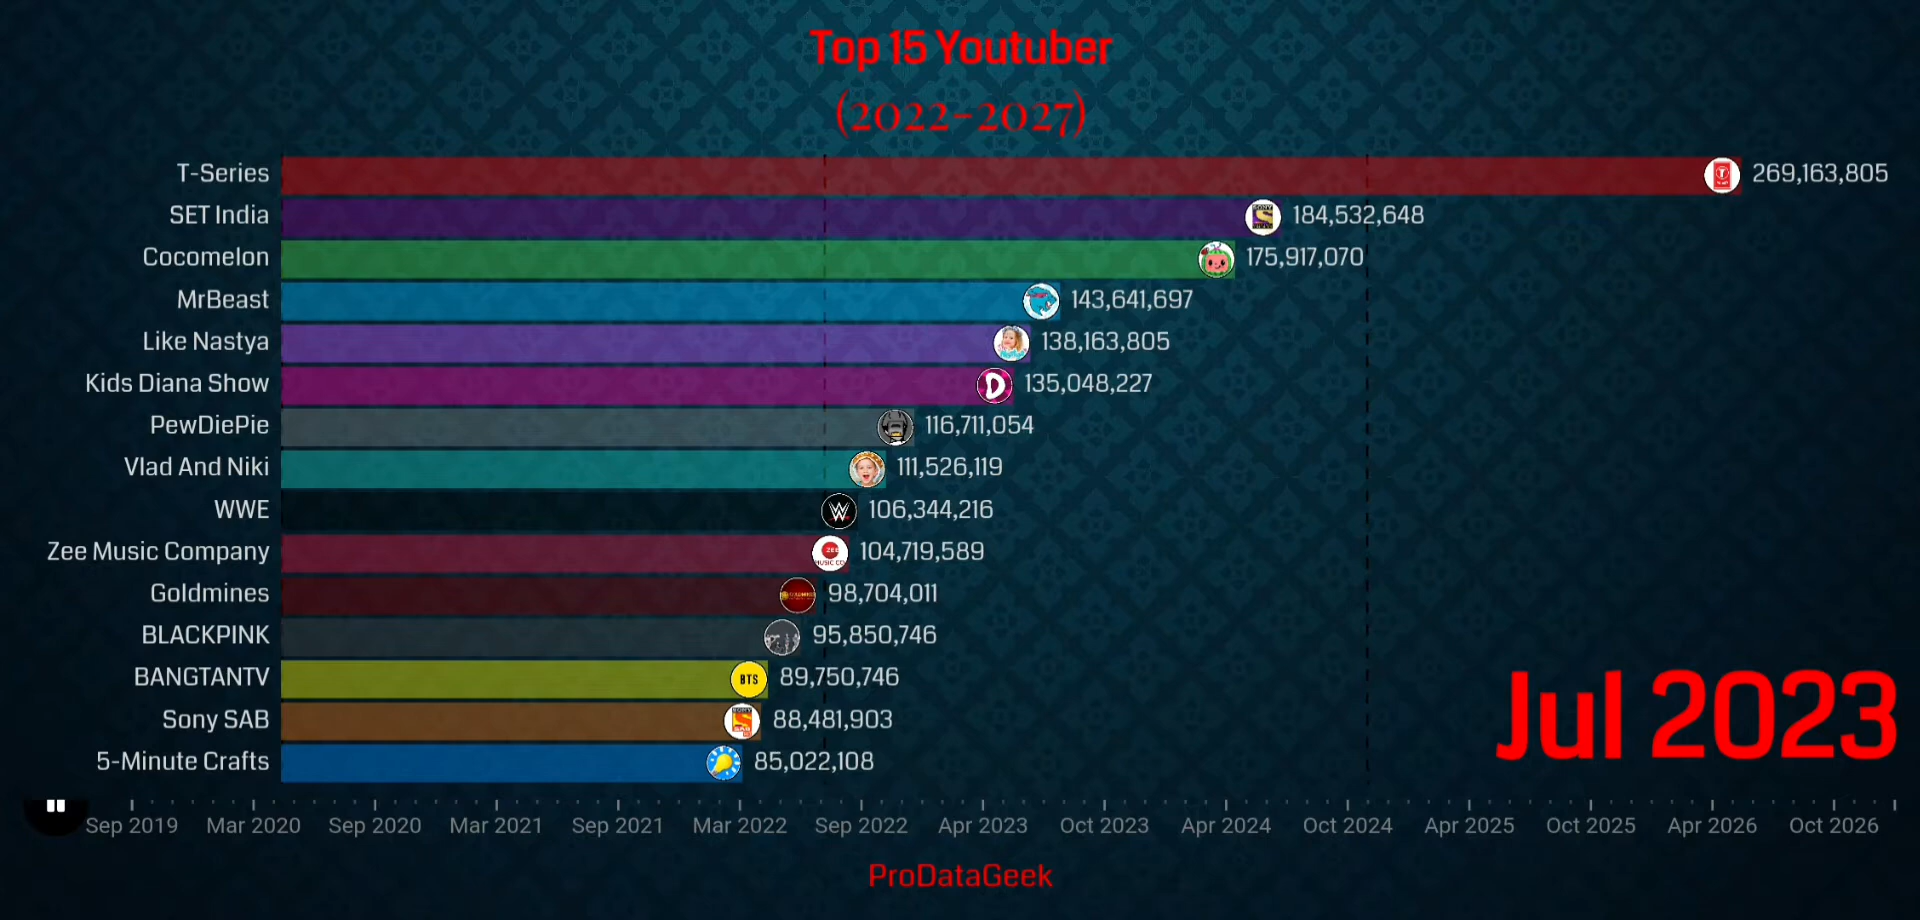 Top 15 Youtuber
(2022-2027)
T-Series 269,163,805
SET India 184,532,648
Cocomelon 175,917,070
MrBeast 143,641,697
Like Nastya 138,163,805
Kids Diana Show 135,048,227
PewDiePie 116,711,054
Vlad And Niki 111,526,119
WWE W 106,344,216
Zee Music Company ZEE MUSIC CO 104,719,589
Goldmines 98,704,011
BLACKPINK 95,850,746
BANGTANTV BTS 89,750,746
Sony SAB 88,481,903
5-Minute Crafts 85,022,108
Jul 2023
Sep 2019 Mar 2020 Sep 2020 Mar 2021 Sep 2021 Mar 2022 Sep 2022 Apr 2023 Oct 2023 Apr 2024 Oct 2024 Apr 2025 Oct 2025 Apr 2026 Oct 2026
ProDataGeek